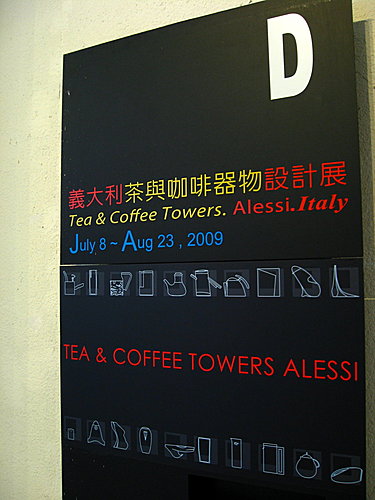 D
義大利茶與咖啡器物設計展
Tea & Coffee Towers. Alessi.Italy
July 8 ~ Aug 23 , 2009
TEA & COFFEE TOWERS ALESSI